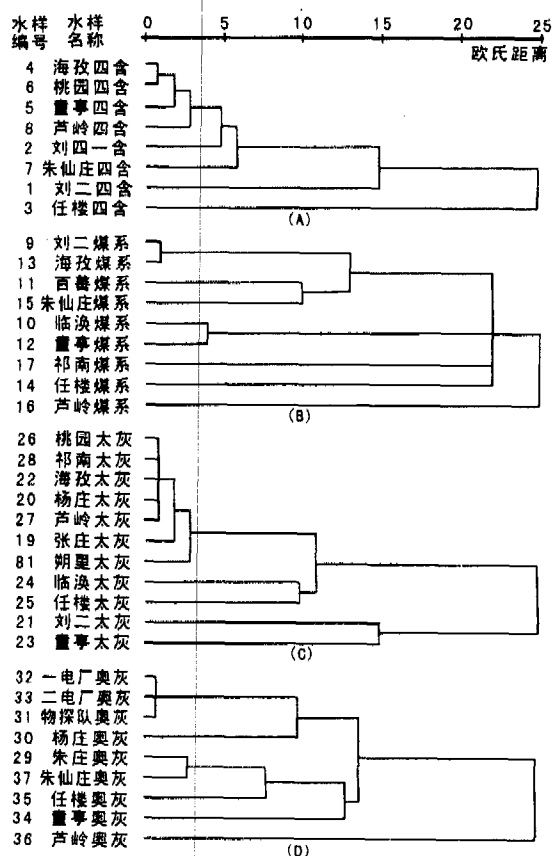 水样 水样 0 5 10 15 20 25
编号 名称 欧氏距离
4 海孜四含
6 桃园四含
5 童亭四含
8 芦岭四含
2 刘四一含
7 朱仙庄四含
1 刘二四含
3 任楼四含
(A)
9 刘二煤系
13 海孜煤系
11 百善煤系
15 朱仙庄煤系
10 临涣煤系
12 童亭煤系
17 祁南煤系
14 任楼煤系
16 芦岭煤系
(B)
26 桃园太灰
28 祁南太灰
22 海孜太灰
20 杨庄太灰
27 芦岭太灰
19 张庄太灰
81 朔里太灰
24 临涣太灰
25 任楼太灰
21 刘二太灰
23 童亭太灰
(C)
32 一电厂奥灰
33 二电厂奥灰
31 物探队奥灰
30 杨庄奥灰
29 朱庄奥灰
37 朱仙庄奥灰
35 任楼奥灰
34 童亭奥灰
36 芦岭奥灰
(D)